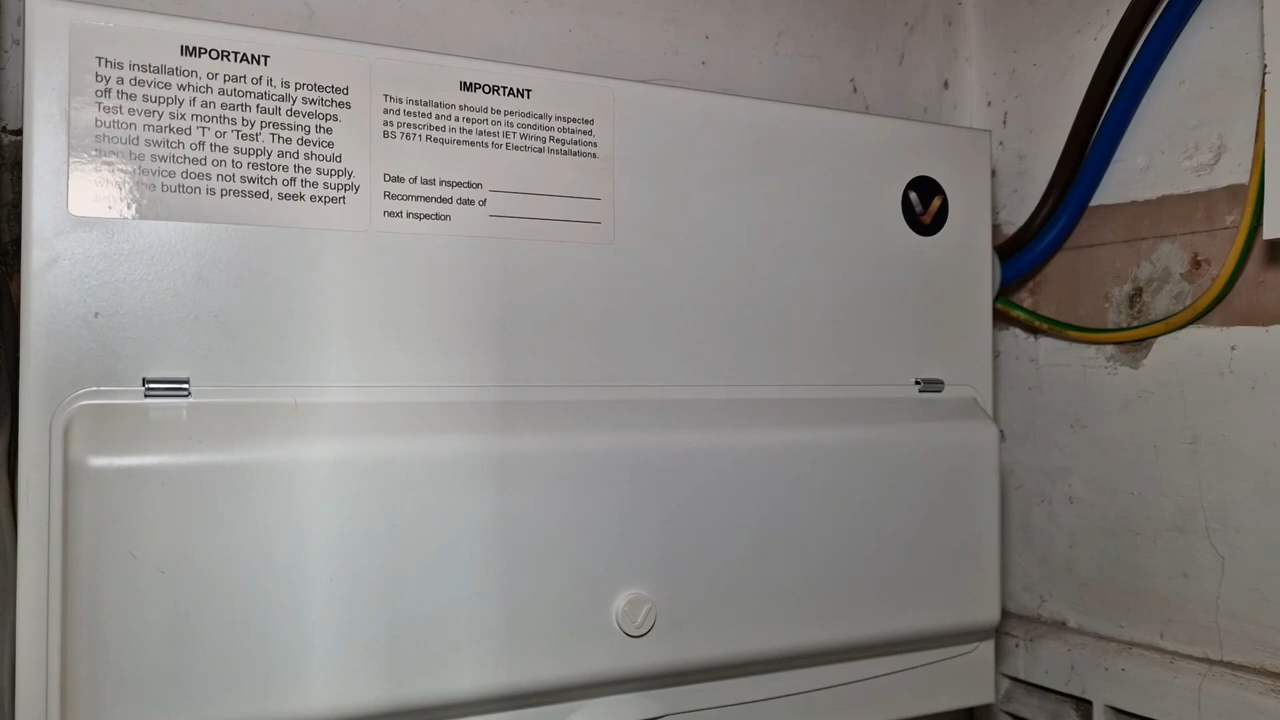 IMPORTANT
This installation, or part of it, is protected
by a device which automatically switches
off the supply if an earth fault develops.
Test every six months by pressing the
button marked 'T' or 'Test'. The device
should switch off the supply and should
then be switched on to restore the supply.
device does not switch off the supply
when the button is pressed, seek expert
IMPORTANT
This installation should be periodically inspected
and tested and a report on its condition obtained,
as prescribed in the latest IET Wiring Regulations
BS 7671 Requirements for Electrical Installations.
Date of last inspection
Recommended date of
next inspection